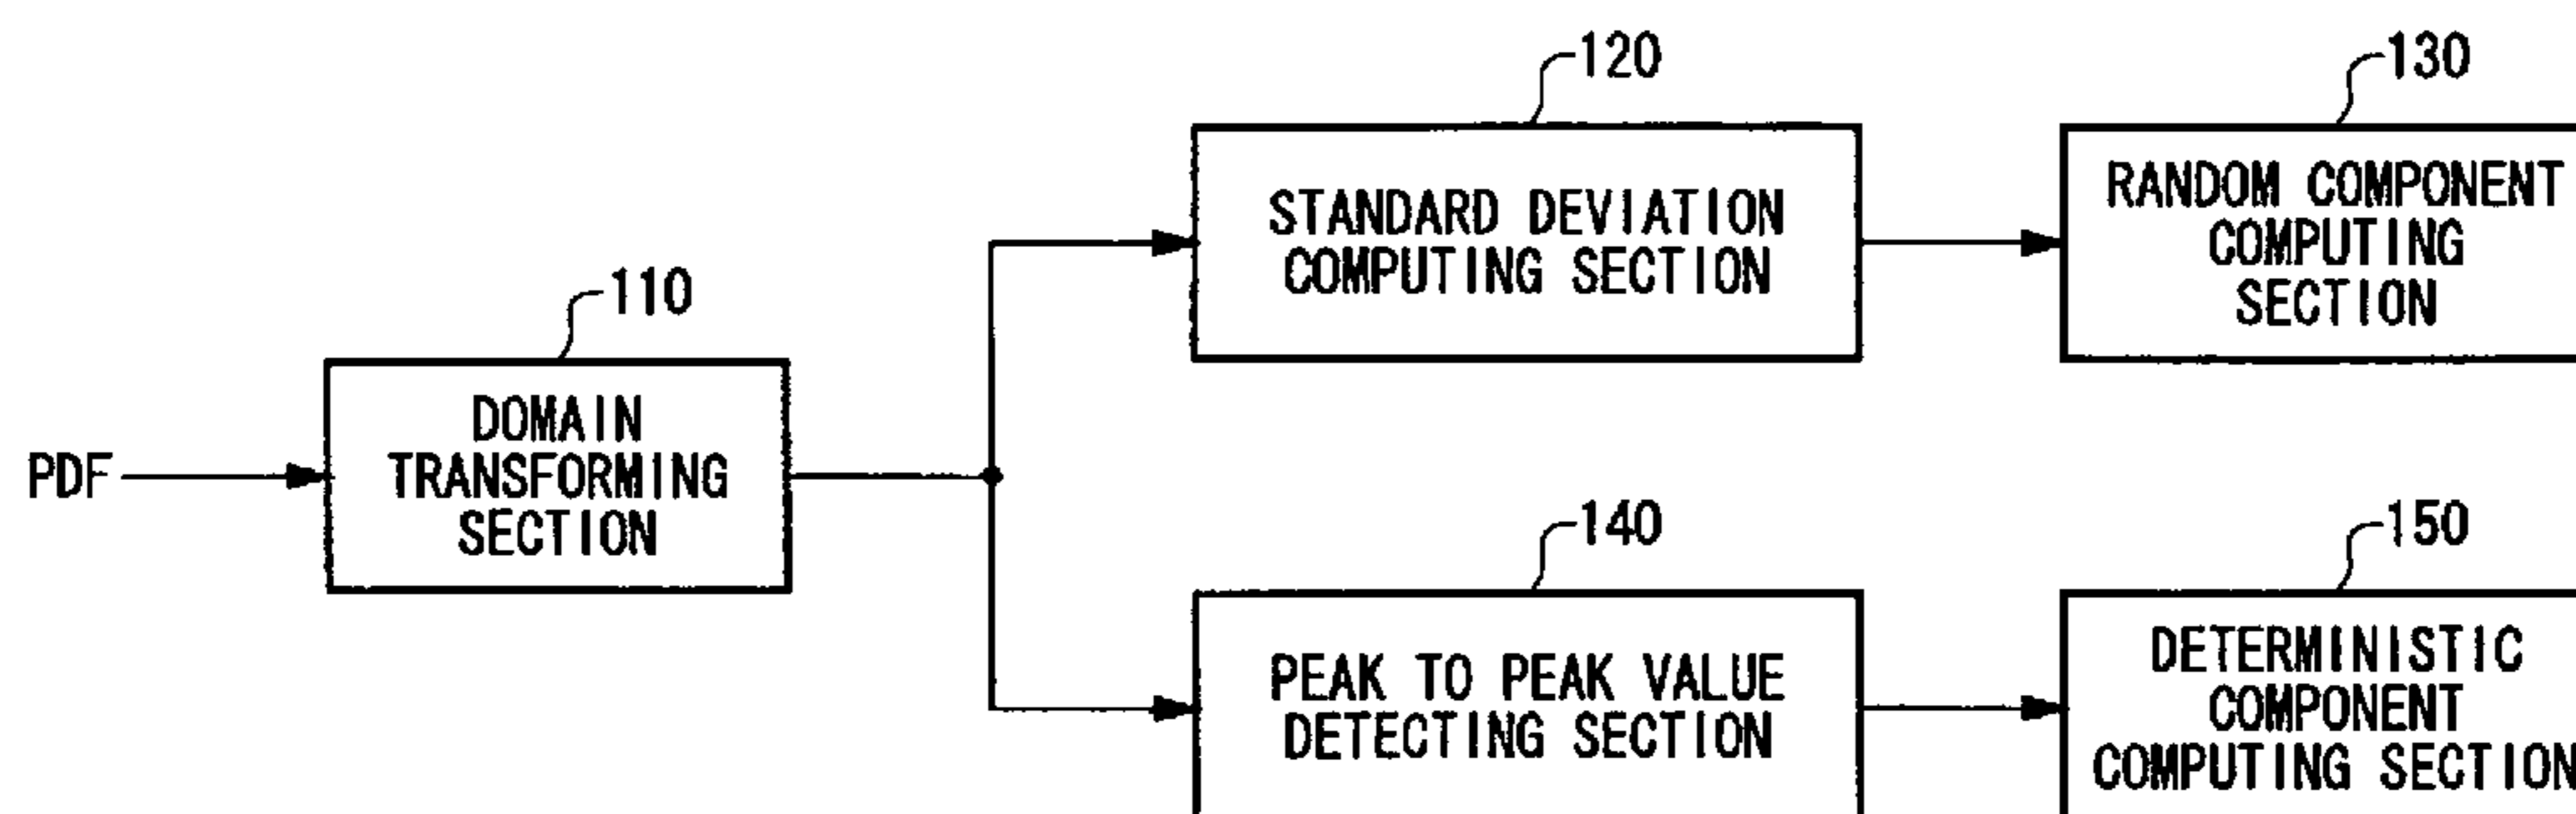 120
130
STANDARD DEVIATION
COMPUTING SECTION
RANDOM COMPONENT
COMPUTING
SECTION
110
PDF
DOMAIN
TRANSFORMING
SECTION
140
150
PEAK TO PEAK VALUE
DETECTING SECTION
DETERMINISTIC
COMPONENT
COMPUTING SECTION